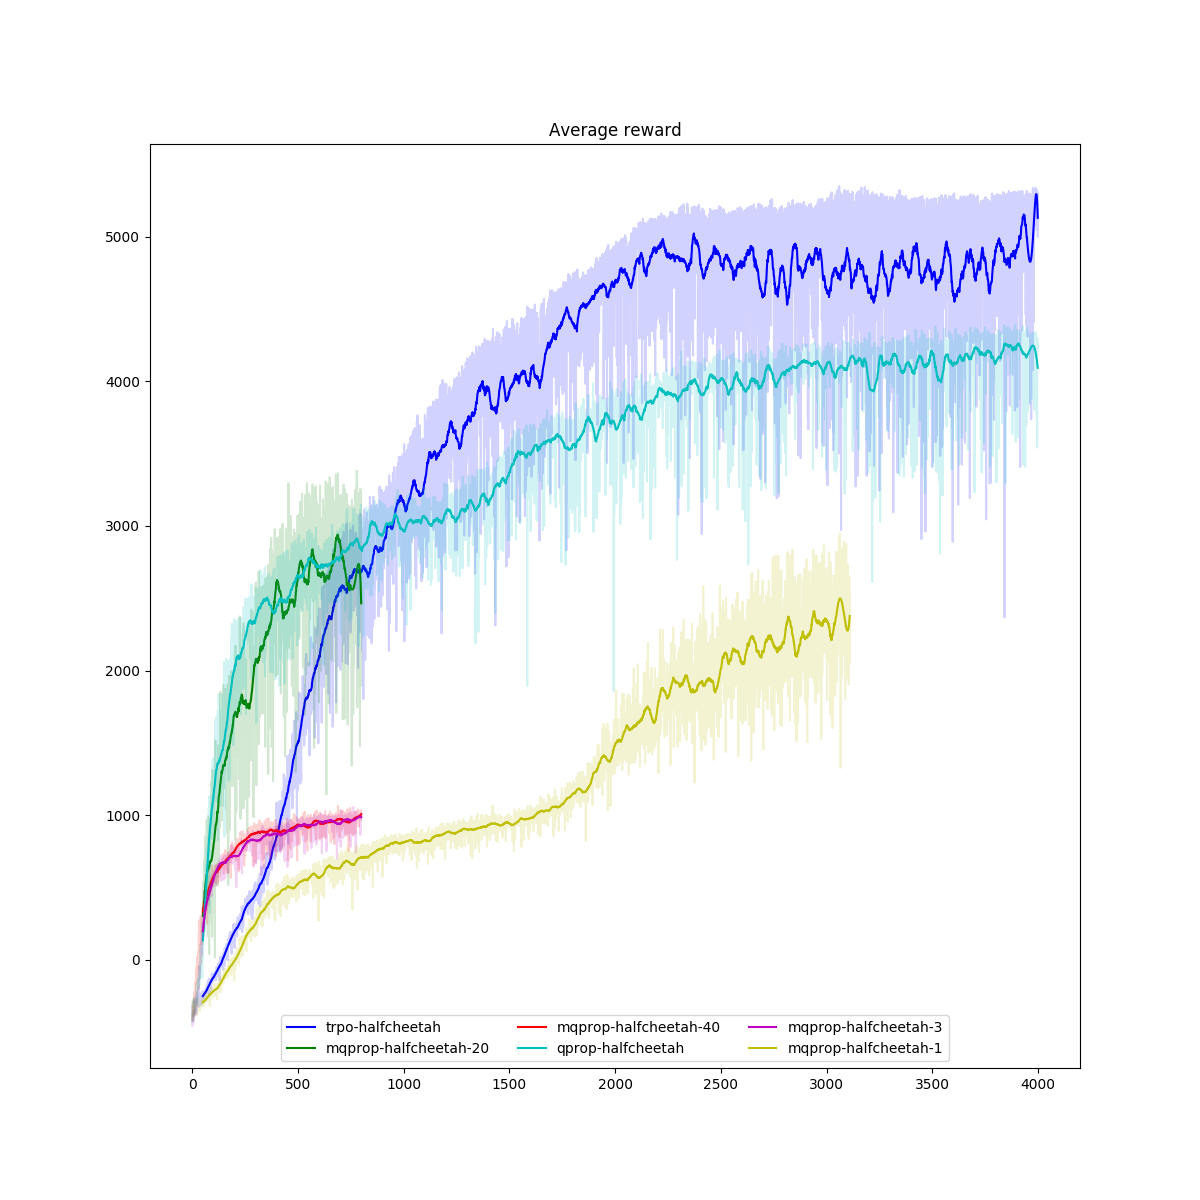 Average reward
5000
4000
3000
2000
1000
0
trpo-halfcheetah mqprop-halfcheetah-40 mqprop-halfcheetah-3
mqprop-halfcheetah-20 qprop-halfcheetah mqprop-halfcheetah-1
0 500 1000 1500 2000 2500 3000 3500 4000